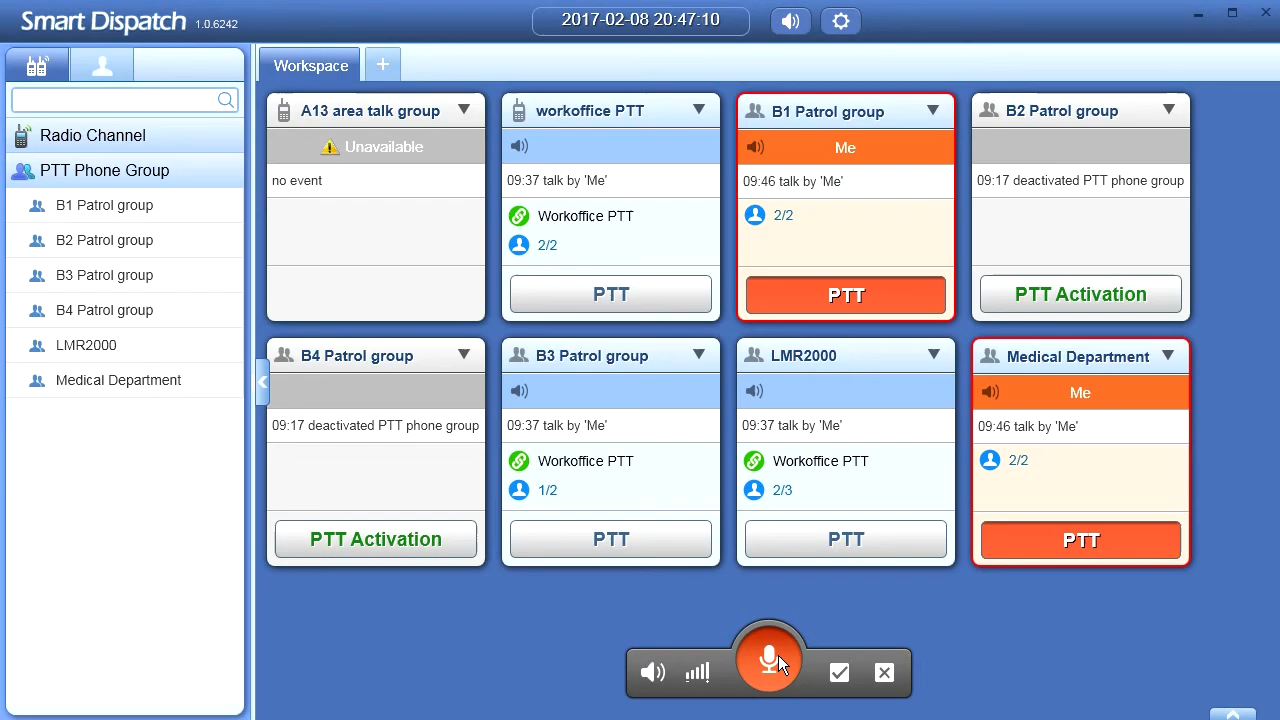 Smart Dispatch 1.0.6242
2017-02-08 20:47:10
Workspace
+
Radio Channel
PTT Phone Group
B1 Patrol group
B2 Patrol group
B3 Patrol group
B4 Patrol group
LMR2000
Medical Department
A13 area talk group
Unavailable
no event
workoffice PTT
09:37 talk by 'Me'
Workoffice PTT
2/2
PTT
B1 Patrol group
Me
09:46 talk by 'Me'
2/2
PTT
B2 Patrol group
09:17 deactivated PTT phone group
PTT Activation
B4 Patrol group
09:17 deactivated PTT phone group
PTT Activation
B3 Patrol group
09:37 talk by 'Me'
Workoffice PTT
1/2
PTT
LMR2000
09:37 talk by 'Me'
Workoffice PTT
2/3
PTT
Medical Department
Me
09:46 talk by 'Me'
2/2
PTT